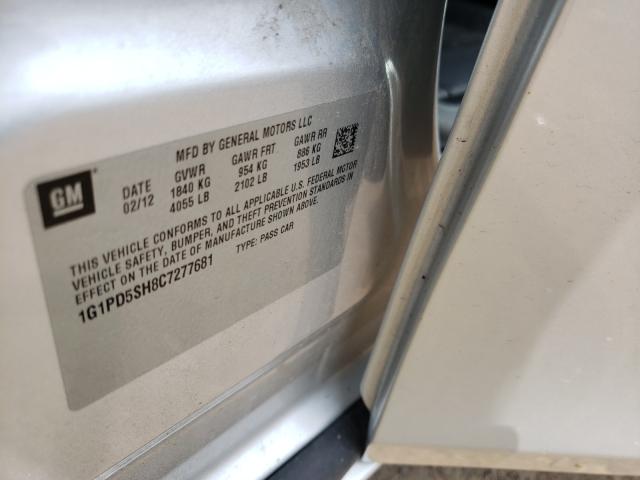 MFD BY GENERAL MOTORS LLC
GM
DATE GVWR GAWR FRT GAWR RR
02/12 1840 KG 954 KG 886 KG
4055 LB 2102 LB 1953 LB
THIS VEHICLE CONFORMS TO ALL APPLICABLE U.S. FEDERAL MOTOR
VEHICLE SAFETY, BUMPER, AND THEFT PREVENTION STANDARDS IN
EFFECT ON THE DATE OF MANUFACTURE SHOWN ABOVE.
1G1PD5SH8C7277681 TYPE: PASS CAR